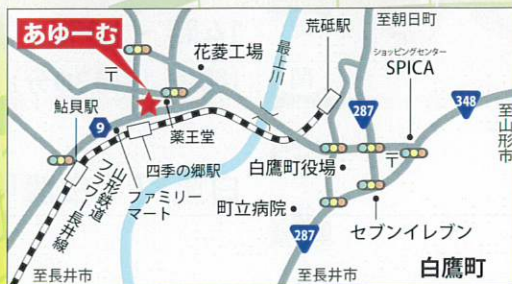 あゆーむ
荒砥駅
至朝日町
花菱工場
最上川
ショッピングセンター
SPICA
〒
鮎貝駅
287
348
至山形市
9
薬王堂
四季の郷駅
白鷹町役場
〒
山形鉄道
フラワー長井線
ファミリー
マート
町立病院
287
セブンイレブン
白鷹町
至長井市
至長井市